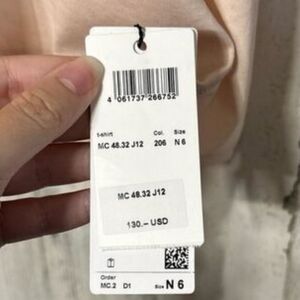 4 061737 266752
t-shirt Col. Size
MC 48.32 J12 206 N 6
MC 48.32 J12
130.– USD
Order
MC.2 D1 Size N 6